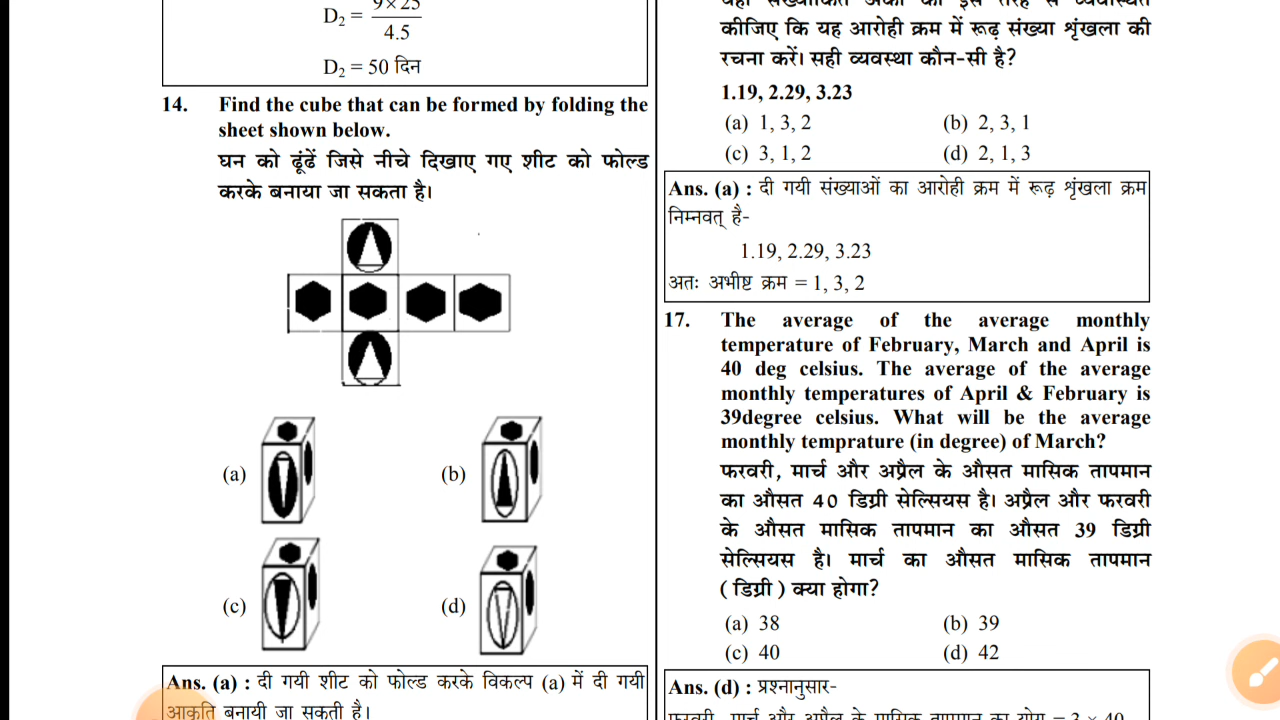 D₂ = 9×25
4.5
D₂ = 50 दिन
14. Find the cube that can be formed by folding the
sheet shown below.
घन को ढूंढें जिसे नीचे दिखाए गए शीट को फोल्ड
करके बनाया जा सकता है।
(a) (b)
(c) (d)
Ans. (a) : दी गयी शीट को फोल्ड करके विकल्प (a) में दी गयी
आकृति बनायी जा सकती है।
कीजिए कि यह आरोही क्रम में रूढ़ संख्या शृंखला की
रचना करें। सही व्यवस्था कौन-सी है?
1.19, 2.29, 3.23
(a) 1, 3, 2 (b) 2, 3, 1
(c) 3, 1, 2 (d) 2, 1, 3
Ans. (a) : दी गयी संख्याओं का आरोही क्रम में रूढ़ शृंखला क्रम
निम्नवत् है-
1.19, 2.29, 3.23
अतः अभीष्ट क्रम = 1, 3, 2
17. The average of the average monthly
temperature of February, March and April is
40 deg celsius. The average of the average
monthly temperatures of April & February is
39degree celsius. What will be the average
monthly temprature (in degree) of March?
फरवरी, मार्च और अप्रैल के औसत मासिक तापमान
का औसत 40 डिग्री सेल्सियस है। अप्रैल और फरवरी
के औसत मासिक तापमान का औसत 39 डिग्री
सेल्सियस है। मार्च का औसत मासिक तापमान
( डिग्री ) क्या होगा?
(a) 38 (b) 39
(c) 40 (d) 42
Ans. (d) : प्रश्नानुसार-